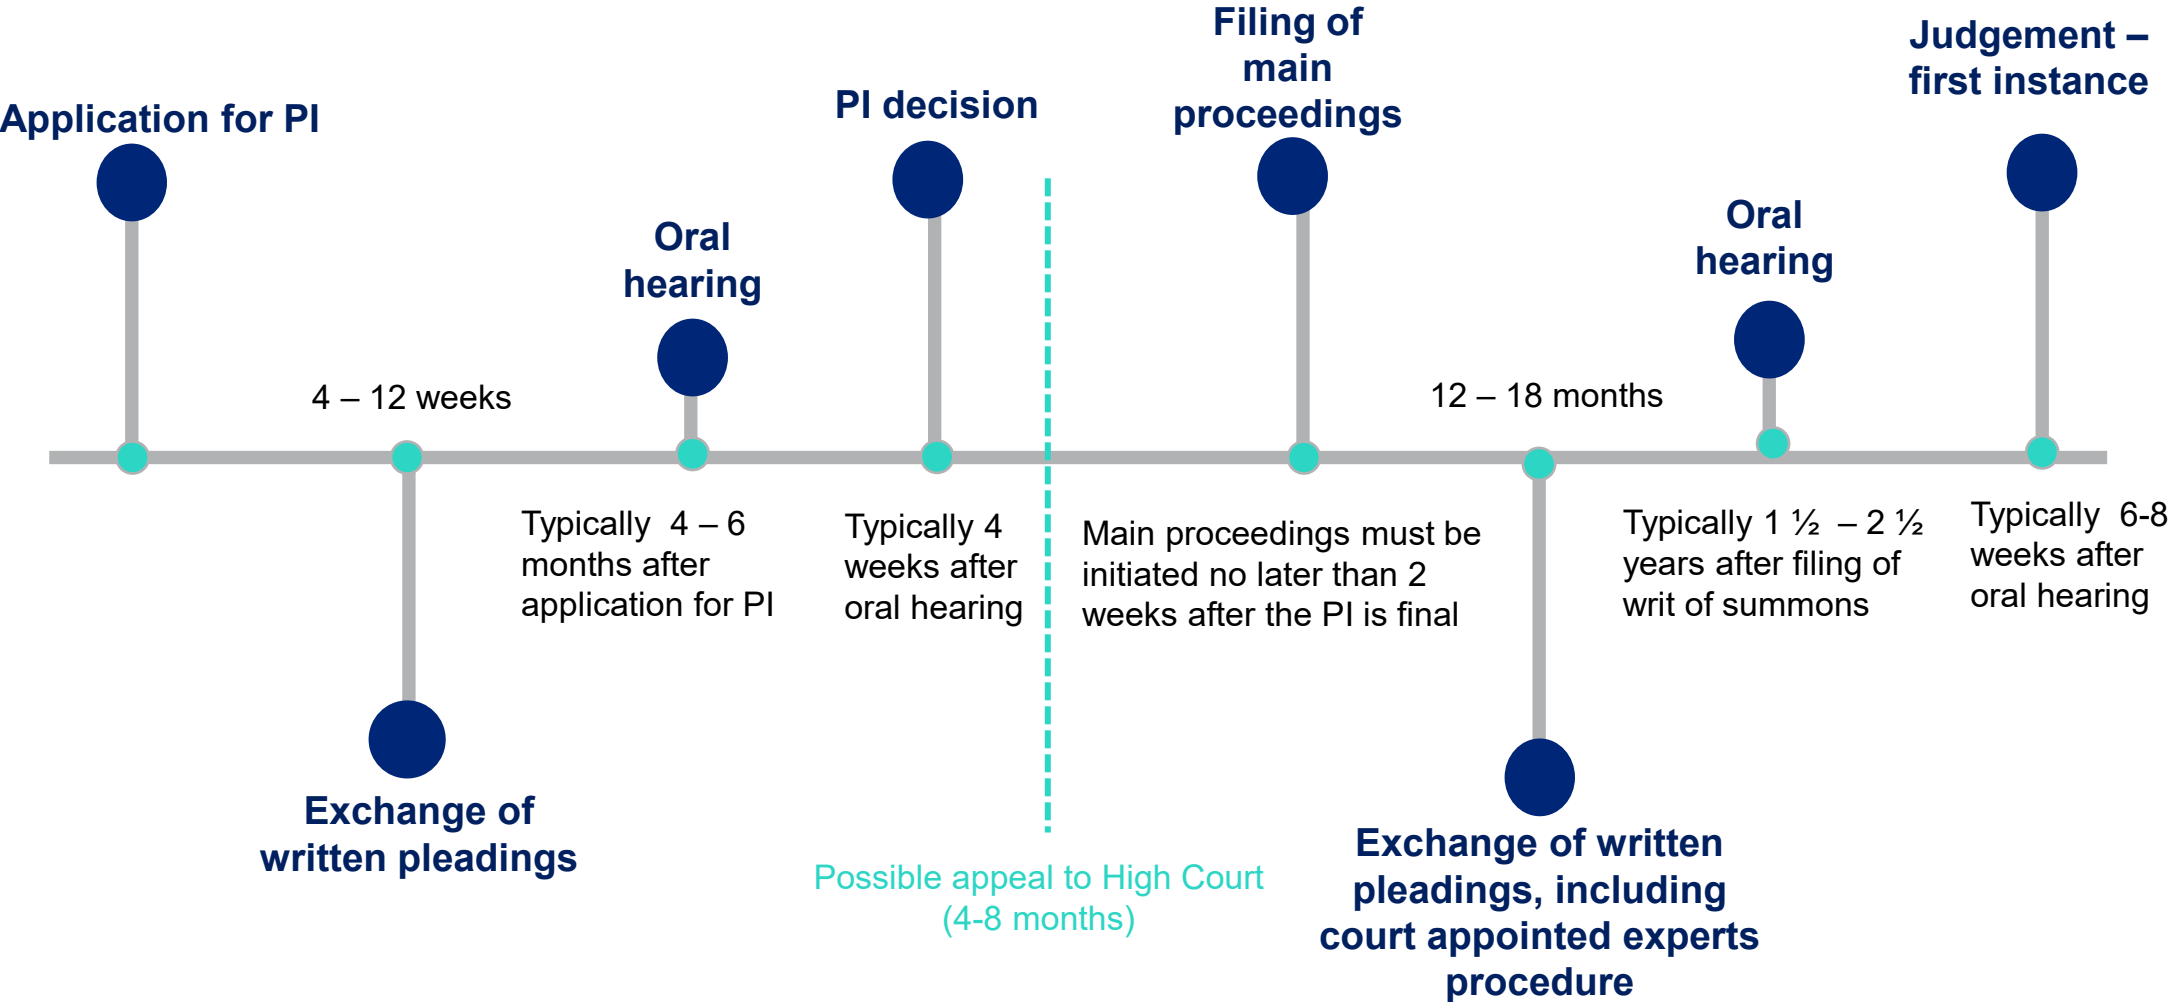 Application for PI
4 – 12 weeks
Exchange of
written pleadings
Oral
hearing
Typically  4 – 6
months after
application for PI
PI decision
Typically 4
weeks after
oral hearing
Possible appeal to High Court
(4-8 months)
Filing of
main
proceedings
Main proceedings must be
initiated no later than 2
weeks after the PI is final
12 – 18 months
Exchange of written
pleadings, including
court appointed experts
procedure
Oral
hearing
Typically 1 ½  – 2 ½
years after filing of
writ of summons
Judgement –
first instance
Typically  6-8
weeks after
oral hearing